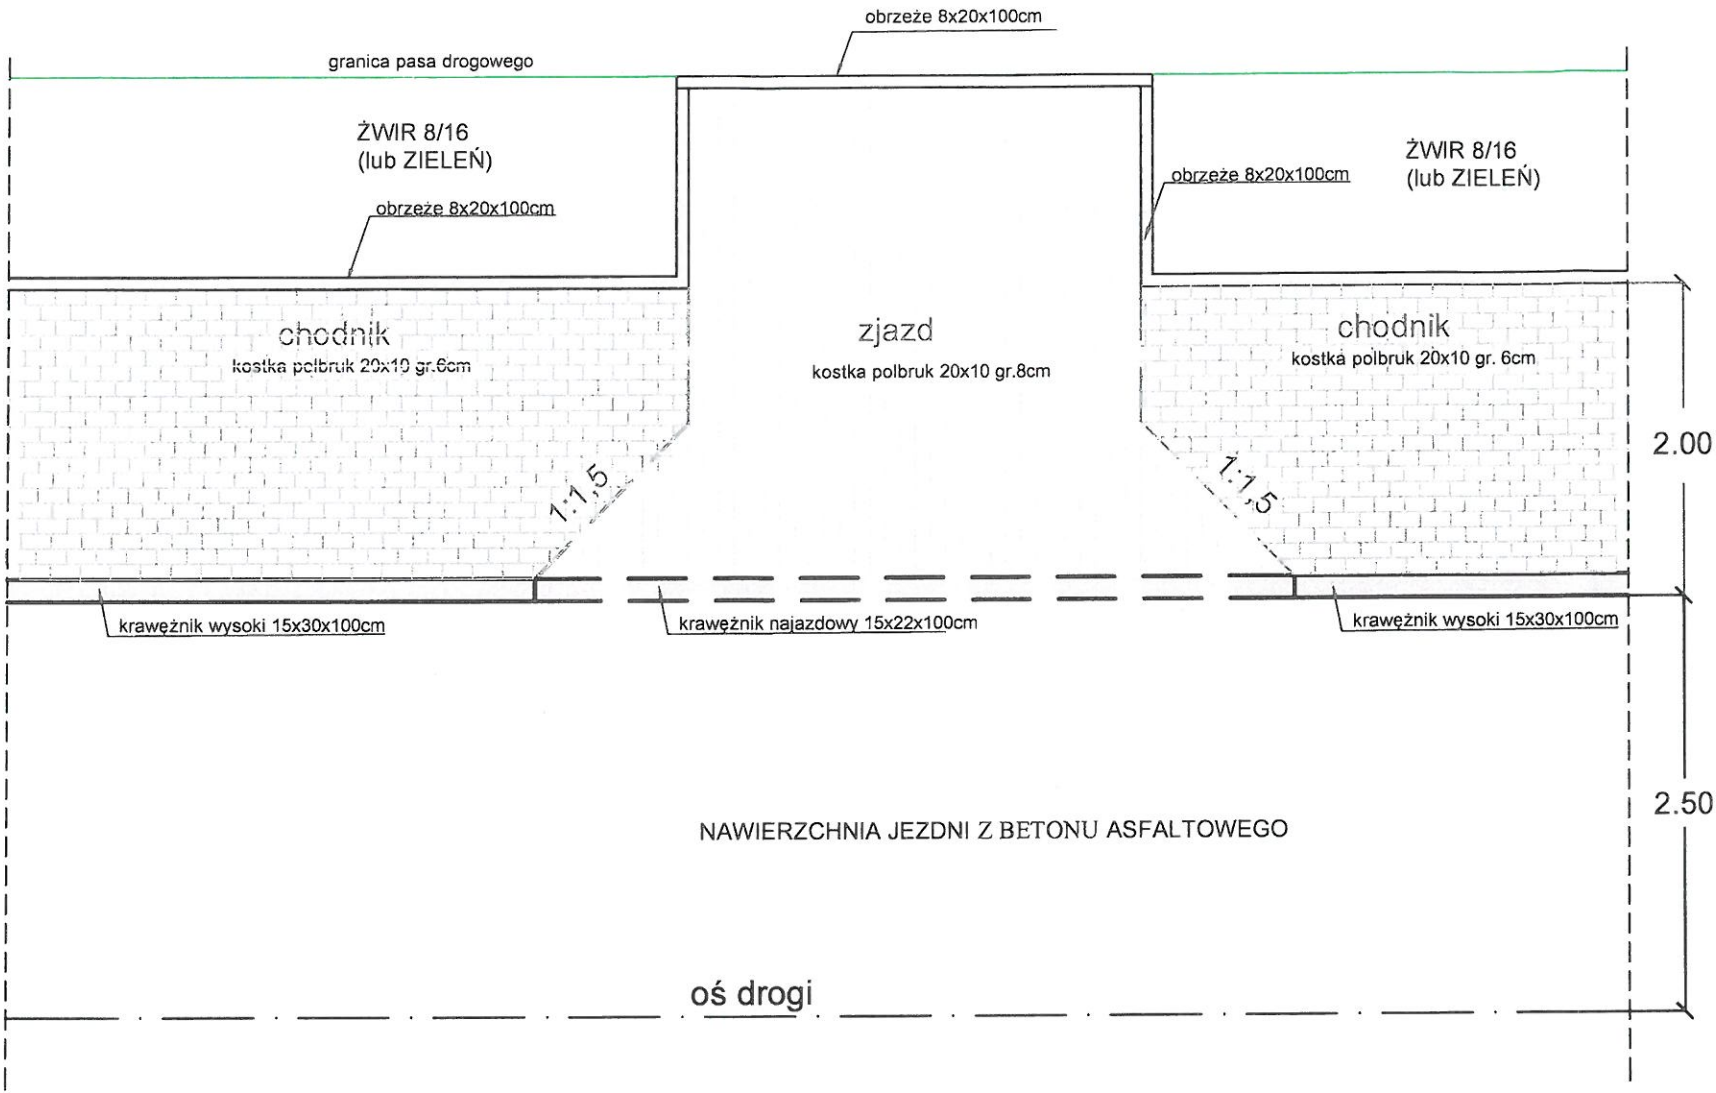 obrzeże 8x20x100cm
granica pasa drogowego
ŻWIR 8/16
(lub ZIELEŃ)
ŻWIR 8/16
(lub ZIELEŃ)
obrzeże 8x20x100cm
obrzeże 8x20x100cm
chodnik
kostka polbruk 20x10 gr.6cm
zjazd
kostka polbruk 20x10 gr.8cm
chodnik
kostka polbruk 20x10 gr. 6cm
2.00
1:1,5
1:1,5
krawężnik wysoki 15x30x100cm
krawężnik najazdowy 15x22x100cm
krawężnik wysoki 15x30x100cm
2.50
NAWIERZCHNIA JEZDNI Z BETONU ASFALTOWEGO
oś drogi